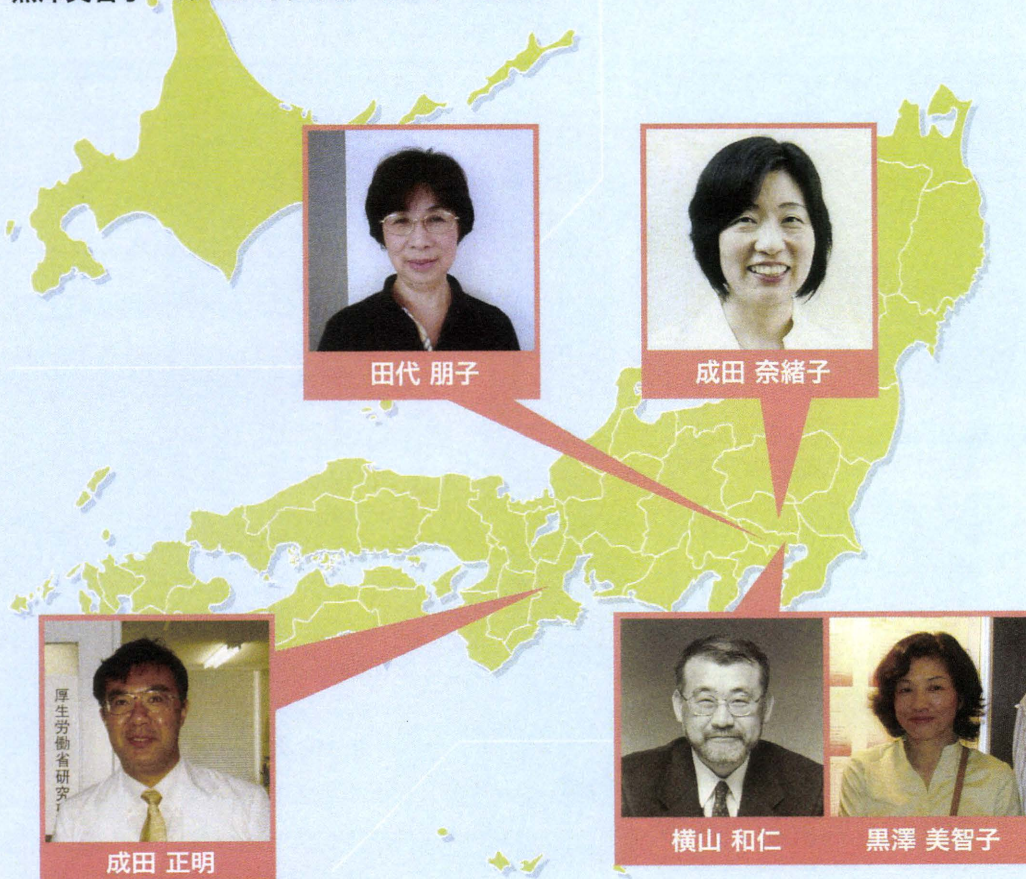 田代 朋子
成田 奈緒子
厚生労働省研究
成田 正明
横山 和仁
黒澤 美智子